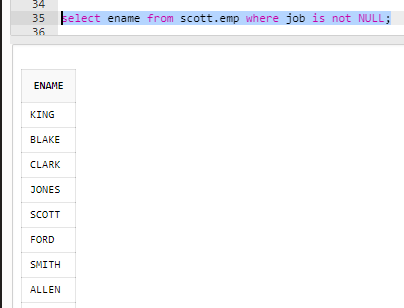 34
35 select ename from scott.emp where job is not NULL;
36
ENAME
KING
BLAKE
CLARK
JONES
SCOTT
FORD
SMITH
ALLEN